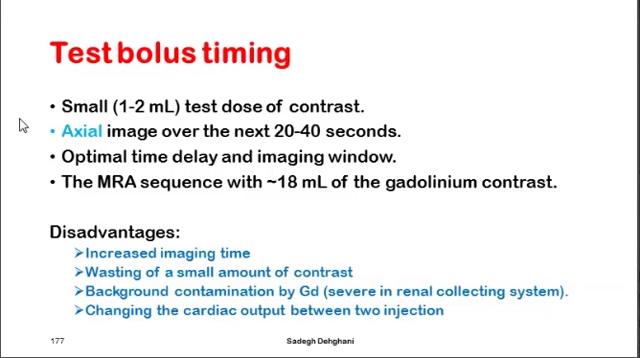 Test bolus timing
• Small (1-2 mL) test dose of contrast.
• Axial image over the next 20-40 seconds.
• Optimal time delay and imaging window.
• The MRA sequence with ~18 mL of the gadolinium contrast.
Disadvantages:
➢Increased imaging time
➢Wasting of a small amount of contrast
➢Background contamination by Gd (severe in renal collecting system).
➢Changing the cardiac output between two injection
177
Sadegh Dehghani